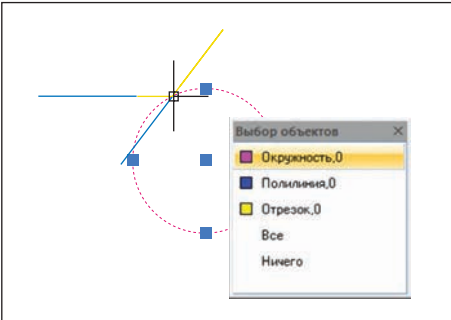 Выбор объектов
Окружность,0
Полилиния,0
Отрезок,0
Все
Ничего